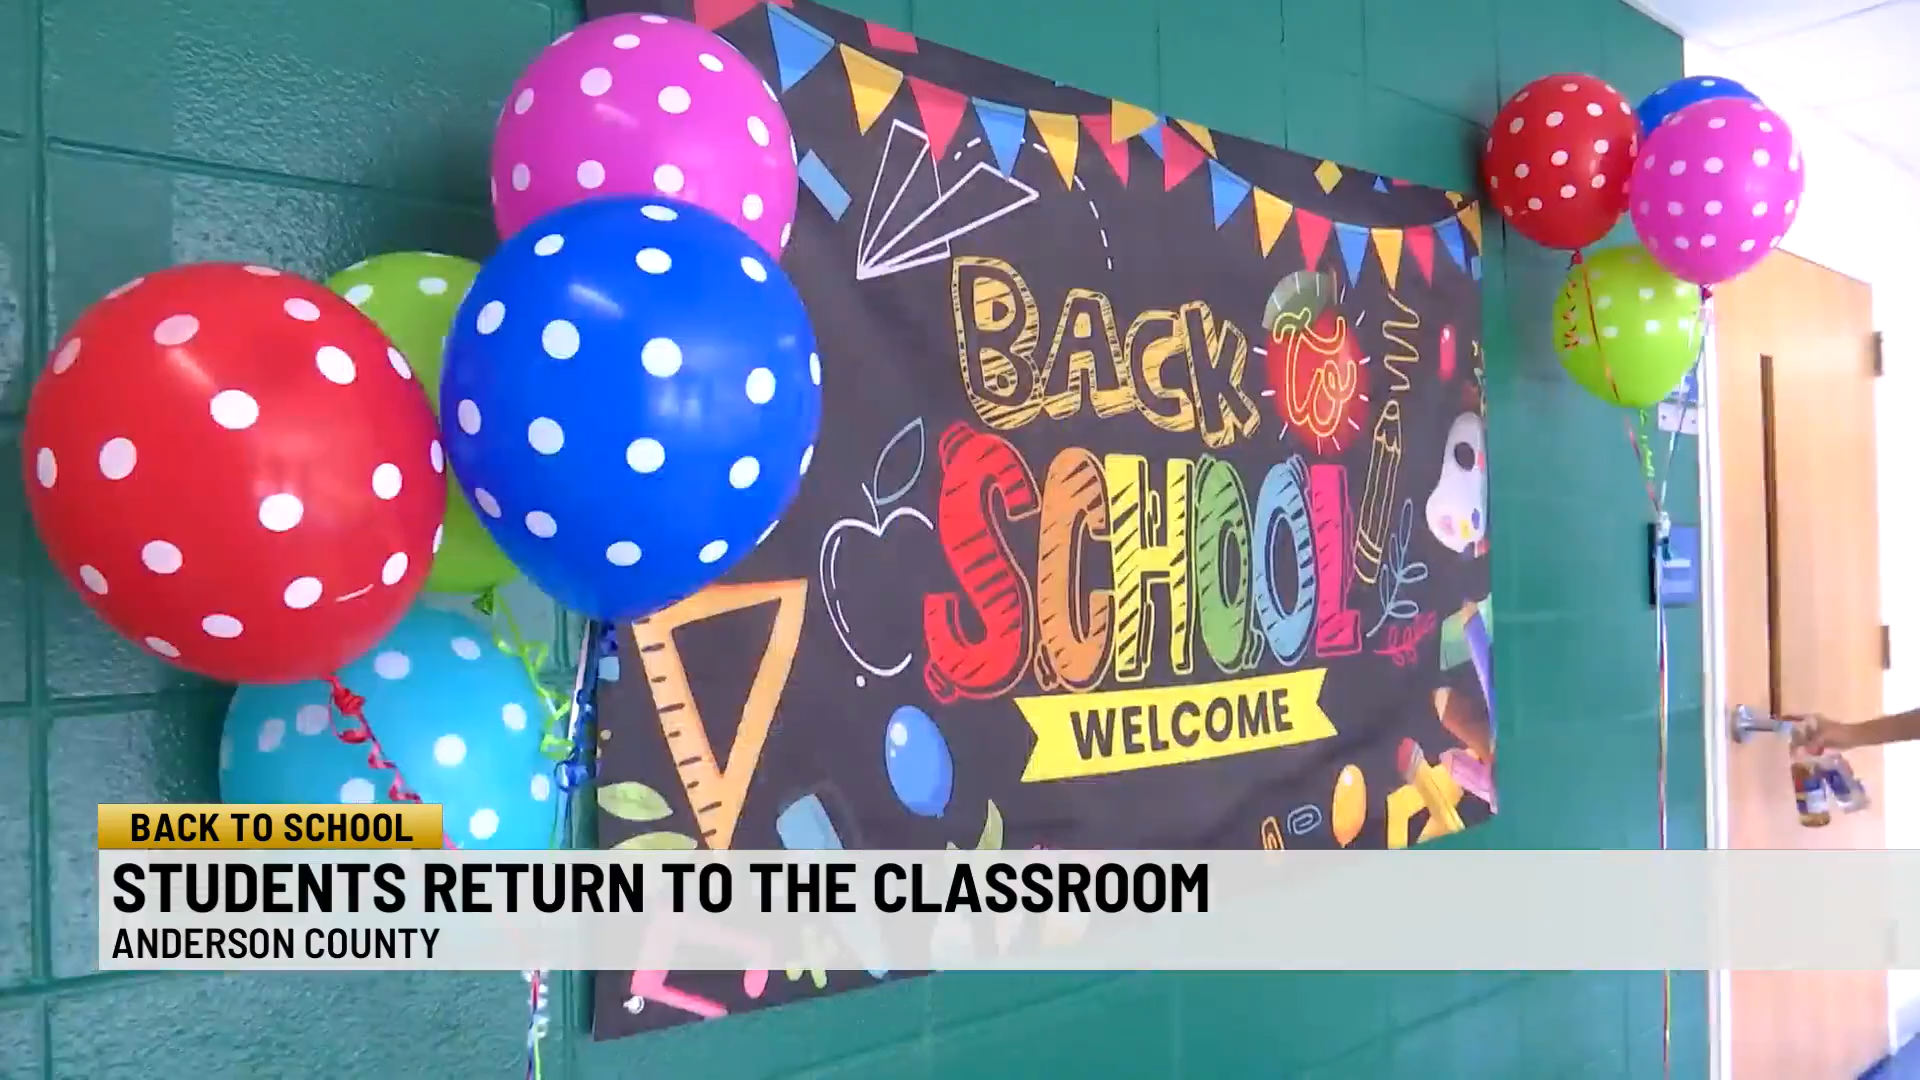 BACK
to
SCHOOL
WELCOME
BACK TO SCHOOL
STUDENTS RETURN TO THE CLASSROOM
ANDERSON COUNTY